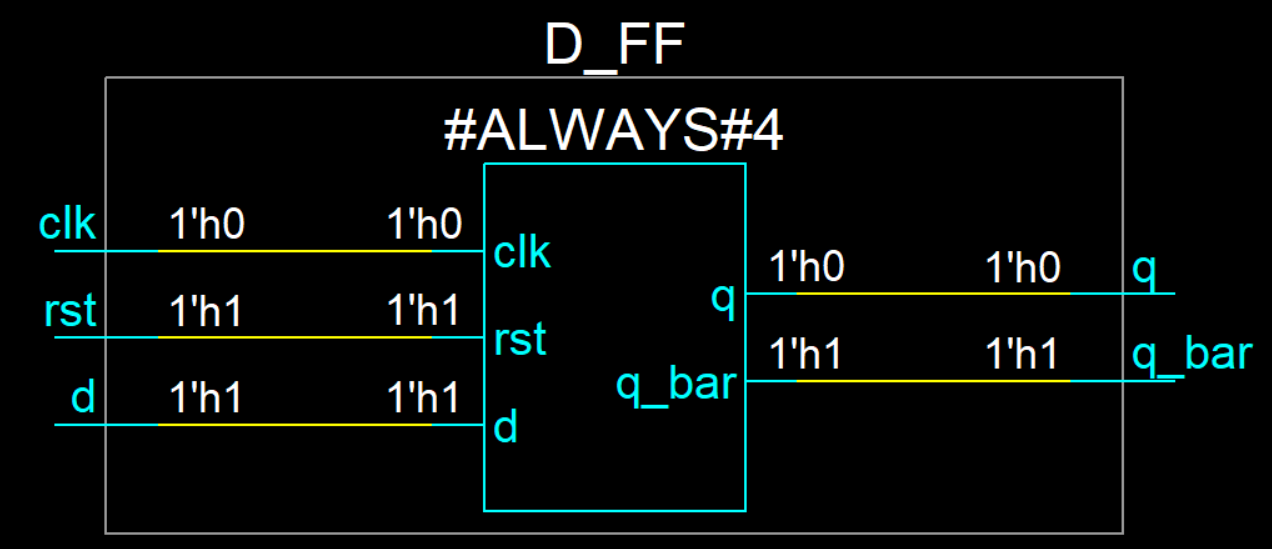 D_FF
#ALWAYS#4
clk 1'h0 1'h0 clk
1'h0 1'h0 q
q
rst 1'h1 1'h1 rst
1'h1 1'h1 q_bar
q_bar
d 1'h1 1'h1 d